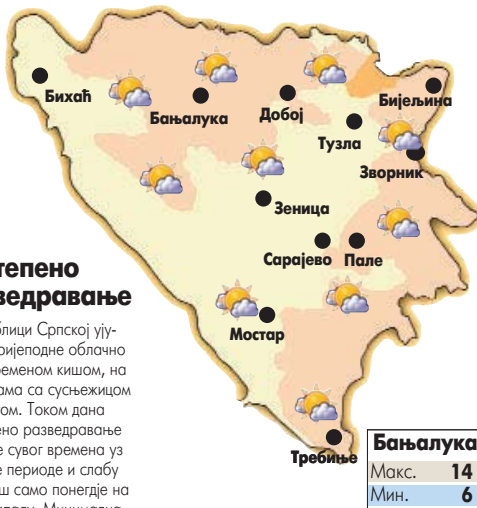 Бихаћ
Бањалука
Добој
Бијељина
Тузла
Зворник
Зеница
Сарајево
Пале
Мостар
Требиње
тепено
ведравање
блици Српској ују-
ријеподне облачно
временом кишом, на
ама са сусњежицом
ом. Током дана
ено разведравање
е сувог времена уз
е периоде и слабу
ш само понегдје на
Бањалука
Макс. 14
Мин. 6